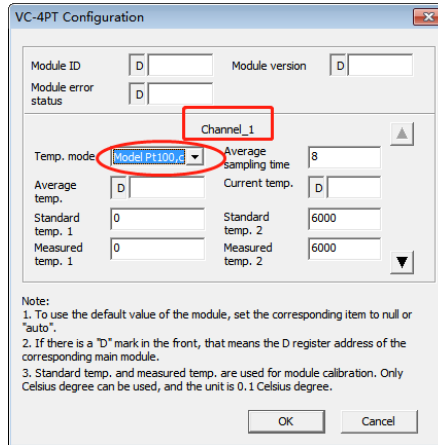 VC-4PT Configuration
Module ID D Module version D
Module error
status D
Channel_1
Temp. mode Model Pt100,c Average
sampling time 8
Average
temp. D Current temp. D
Standard
temp. 1 0 Standard
temp. 2 6000
Measured
temp. 1 0 Measured
temp. 2 6000
Note:
1. To use the default value of the module, set the corresponding item to null or
"auto".
2. If there is a "D" mark in the front, that means the D register address of the
corresponding main module.
3. Standard temp. and measured temp. are used for module calibration. Only
Celsius degree can be used, and the unit is 0.1 Celsius degree.
OK Cancel